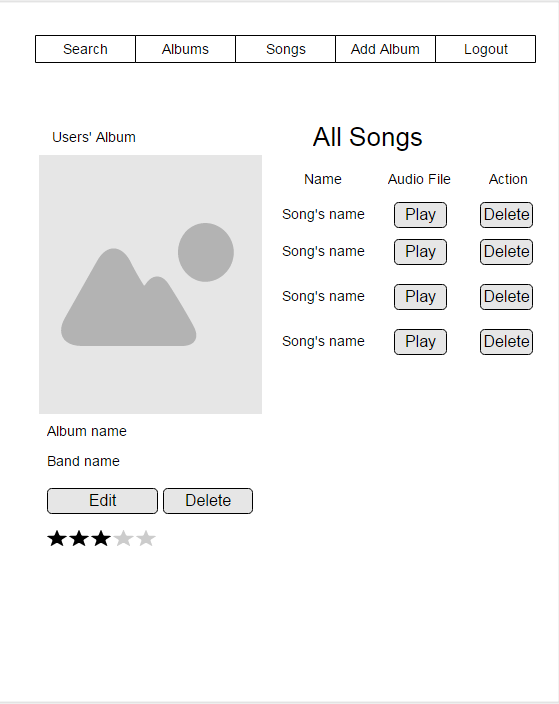 Search Albums Songs Add Album Logout
Users' Album
All Songs
Name Audio File Action
Song's name Play Delete
Song's name Play Delete
Song's name Play Delete
Song's name Play Delete
Album name
Band name
Edit Delete